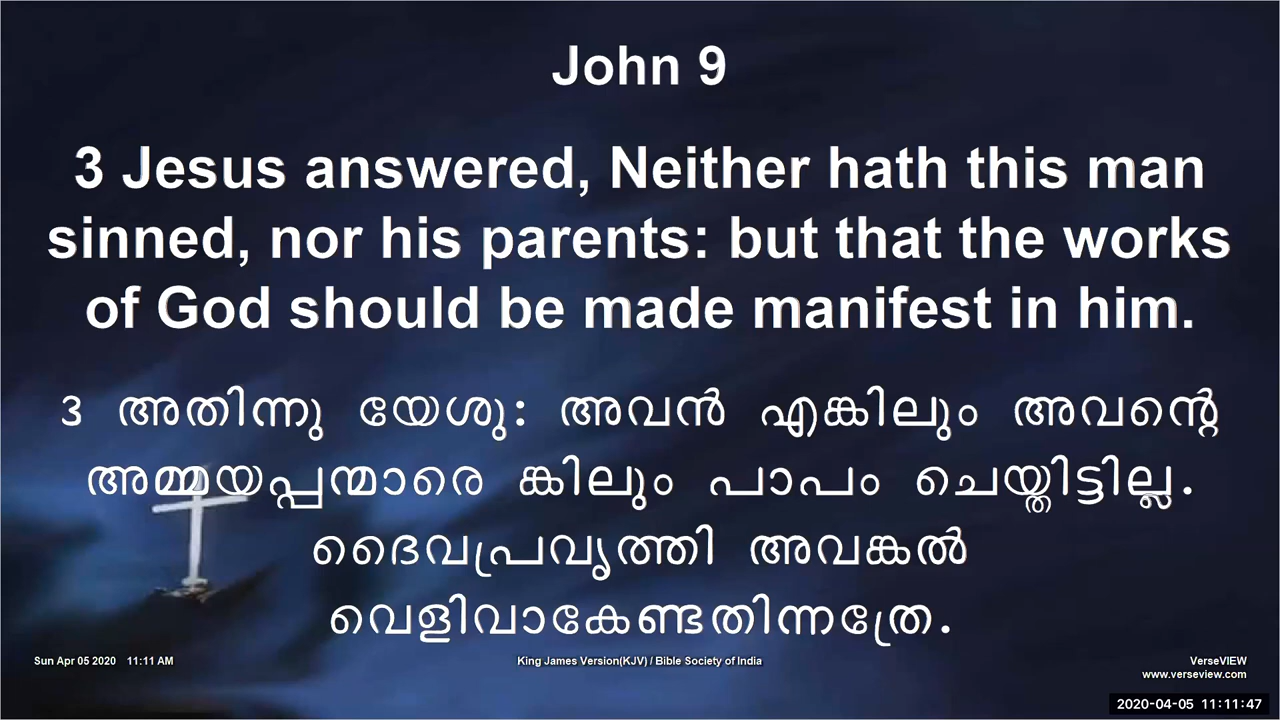 John 9
3 Jesus answered, Neither hath this man
sinned, nor his parents: but that the works
of God should be made manifest in him.
3 അതിന്നു യേശു: അവൻ എങ്കിലും അവന്റെ
അമ്മയപ്പന്മാരെ ങ്കിലും പാപം ചെയ്തിട്ടില്ല.
ദൈവപ്രവൃത്തി അവങ്കൽ
വെളിവാകേണ്ടതിന്നത്രേ.
Sun Apr 05 2020 11:11 AM
King James Version(KJV) / Bible Society of India
VerseVIEW
www.verseview.com
2020-04-05 11:11:47